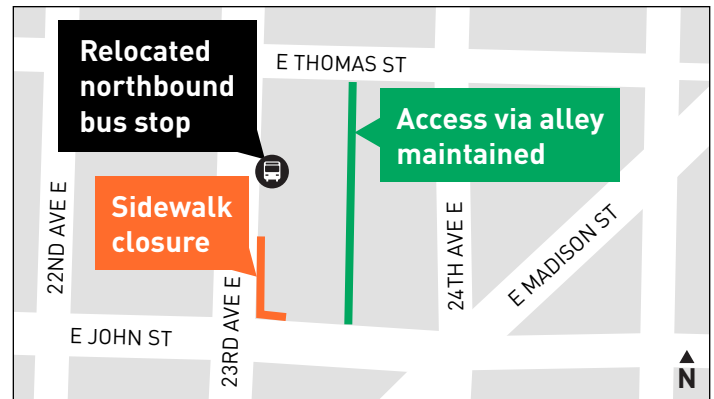 Relocated
northbound
bus stop
E THOMAS ST
Access via alley
maintained
Sidewalk
closure
22ND AVE E
23RD AVE E
24TH AVE E
E MADISON ST
E JOHN ST
N